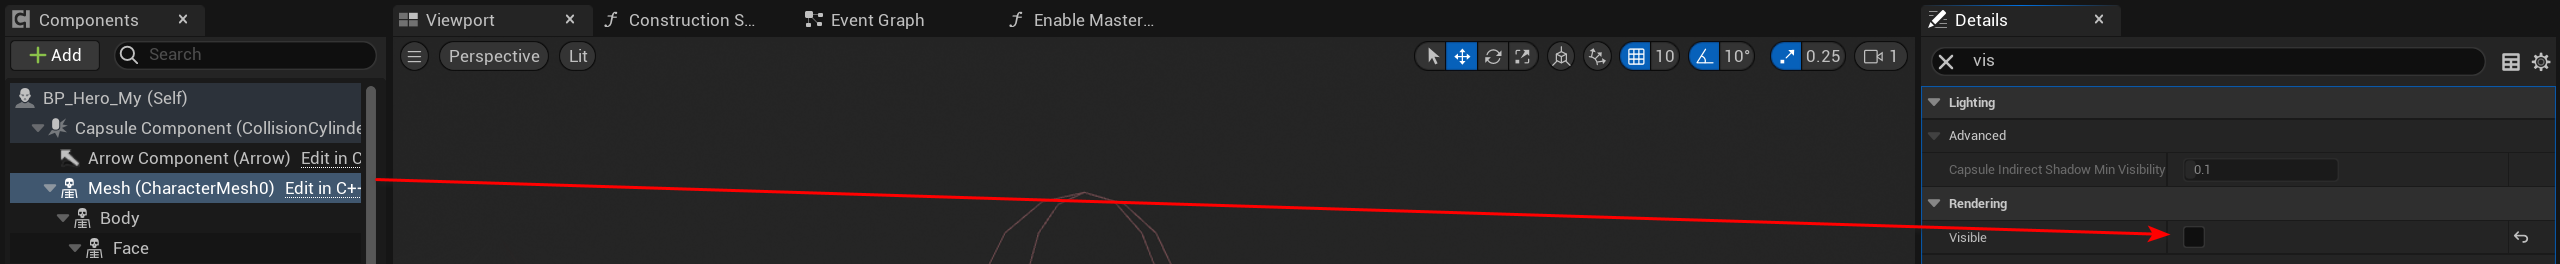 Components
Add
Search
BP_Hero_My (Self)
Capsule Component (CollisionCylinde
Arrow Component (Arrow) Edit in C
Mesh (CharacterMesh0) Edit in C+
Body
Face
Viewport
Construction S...
Event Graph
Enable Master...
Perspective
Lit
10
10°
0.25
1
Details
vis
Lighting
Advanced
Capsule Indirect Shadow Min Visibility
0.1
Rendering
Visible